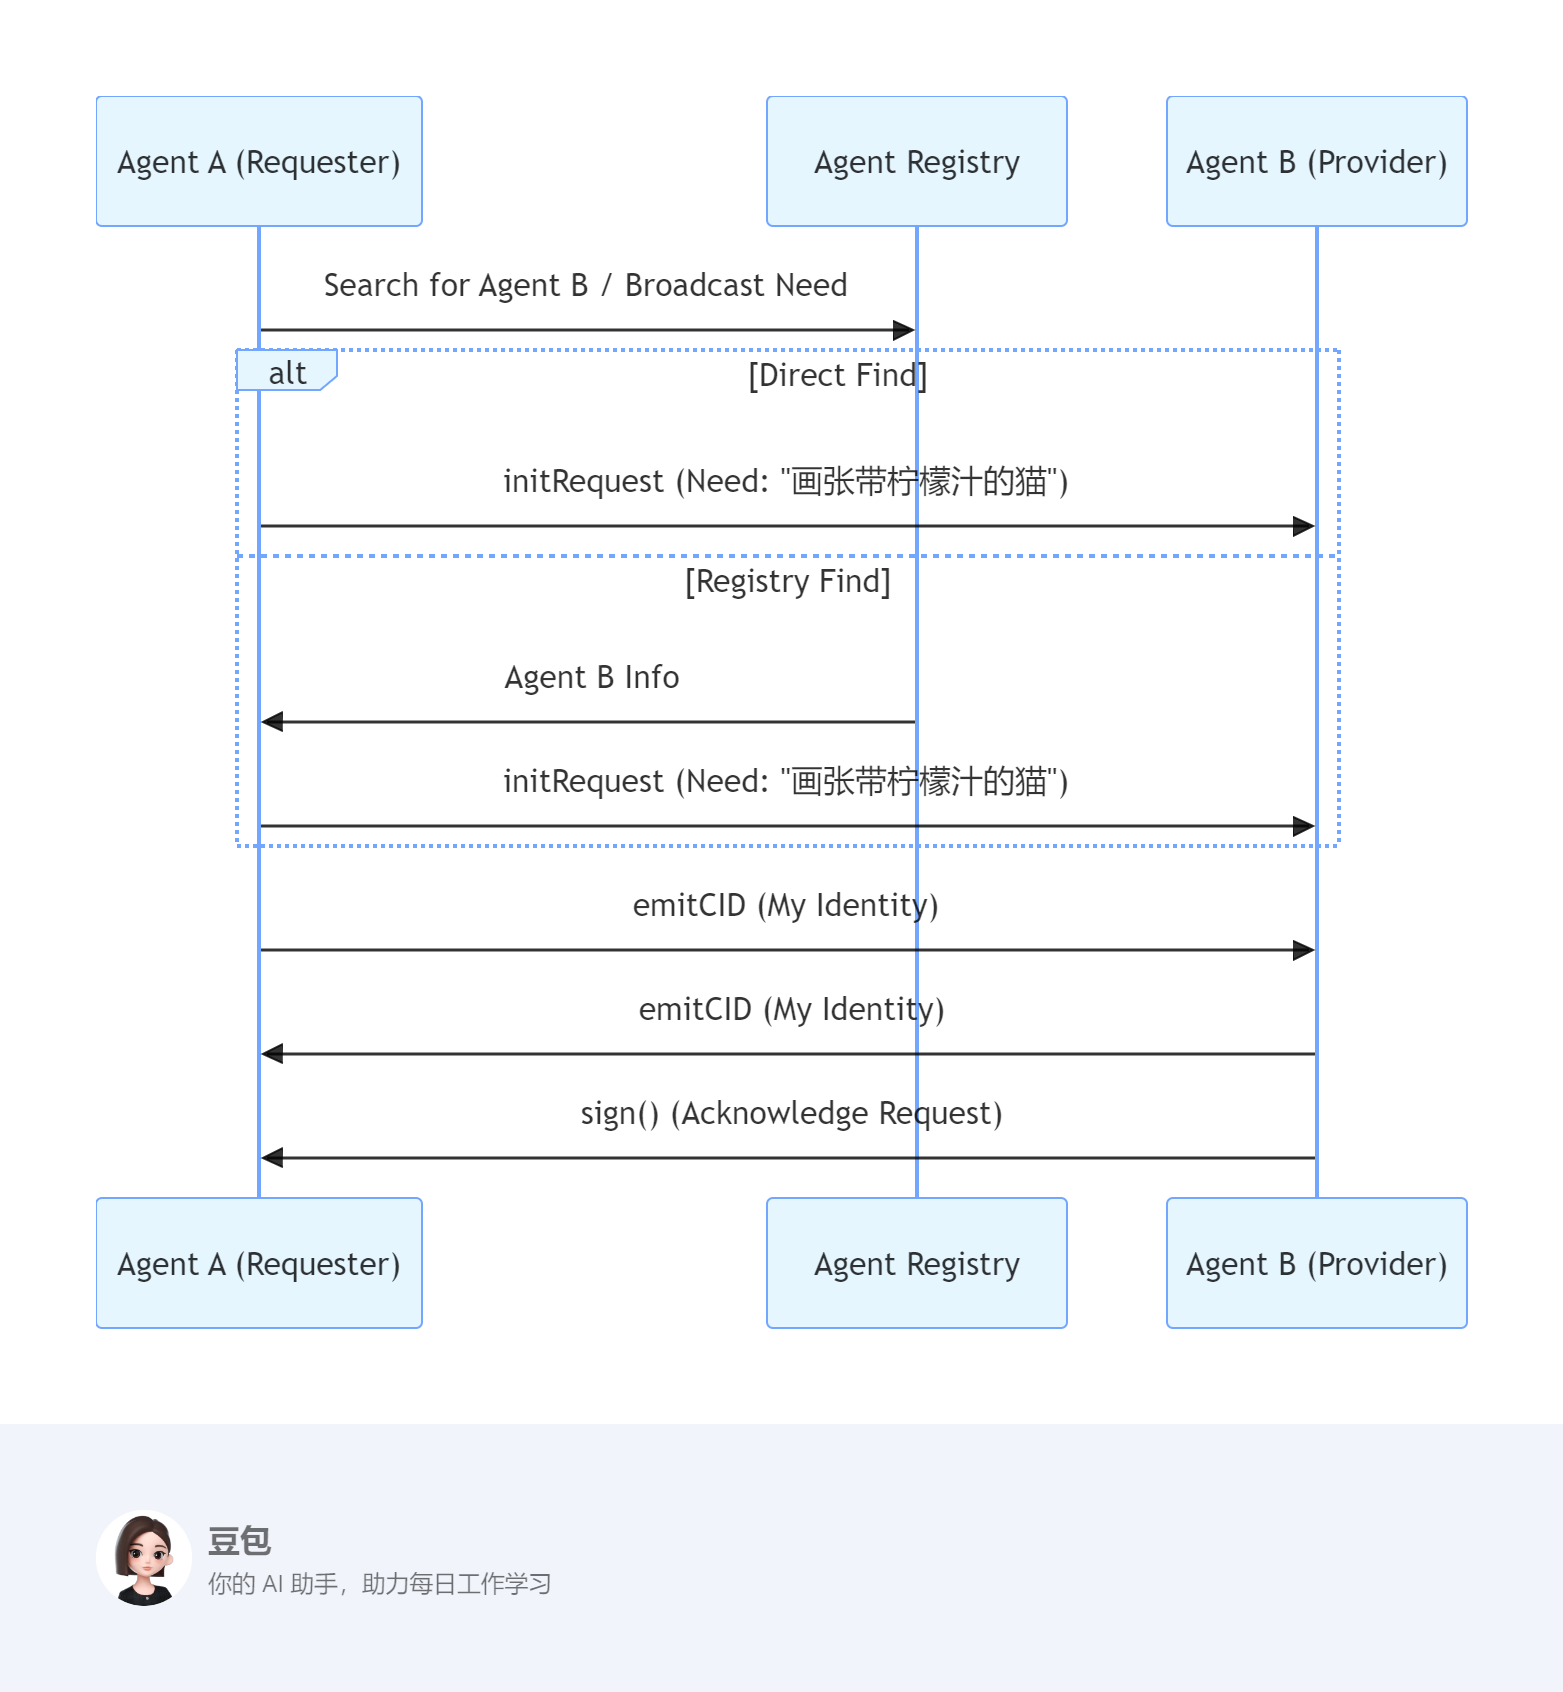 Agent A (Requester)
Agent Registry
Agent B (Provider)
Search for Agent B / Broadcast Need
alt
[Direct Find]
initRequest (Need: "画张带柠檬汁的猫")
[Registry Find]
Agent B Info
initRequest (Need: "画张带柠檬汁的猫")
emitCID (My Identity)
emitCID (My Identity)
sign() (Acknowledge Request)
Agent A (Requester)
Agent Registry
Agent B (Provider)
豆包
你的 AI 助手，助力每日工作学习